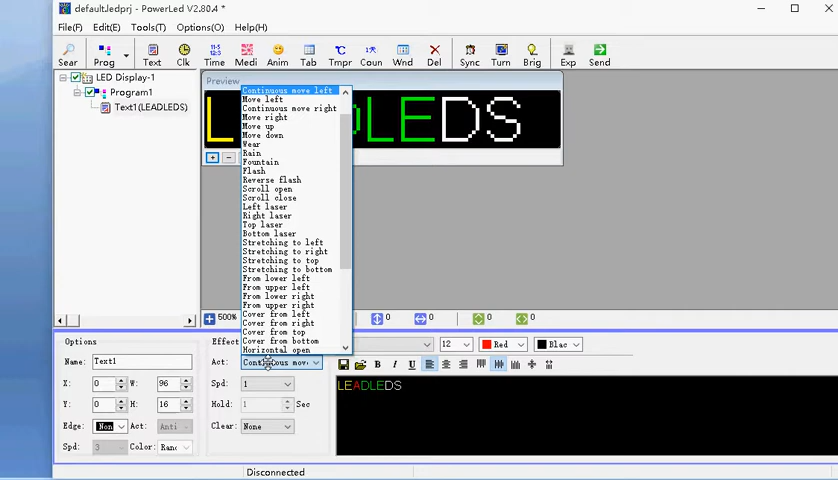 default.ledprj * - PowerLed V2.80.4 *
File(F) Edit(E) Tools(T) Options(O) Help(H)
Sear Prog Text Clk Time Medi Anim Tab Tmpr Coun Wnd Del Sync Turn Brig Exp Send
LED Display-1
Program1
Text1(LEADLEDS)
Preview
DLEDS
Continuous move left
Move left
Continuous move right
Move right
Move up
Move down
Wear
Rain
Fountain
Flash
Reverse flash
Scroll open
Scroll close
Left laser
Right laser
Top laser
Bottom laser
Stretching to left
Stretching to right
Stretching to top
Stretching to bottom
From lower left
From upper left
From lower right
From upper right
Cover from left
Cover from right
Cover from top
Cover from bottom
Horizontal open
500% 0 0 0 0
Options
Name: Text1
X: 0 W: 96
Y: 0 H: 16
Edge: Non Act: Anti
Spd: 3 Color: Ran
Effect
Act: Continuous move
Spd: 1
Hold: 1 Sec
Clear: None
12 Red Blac
B I U
LEADLEDS
Disconnected